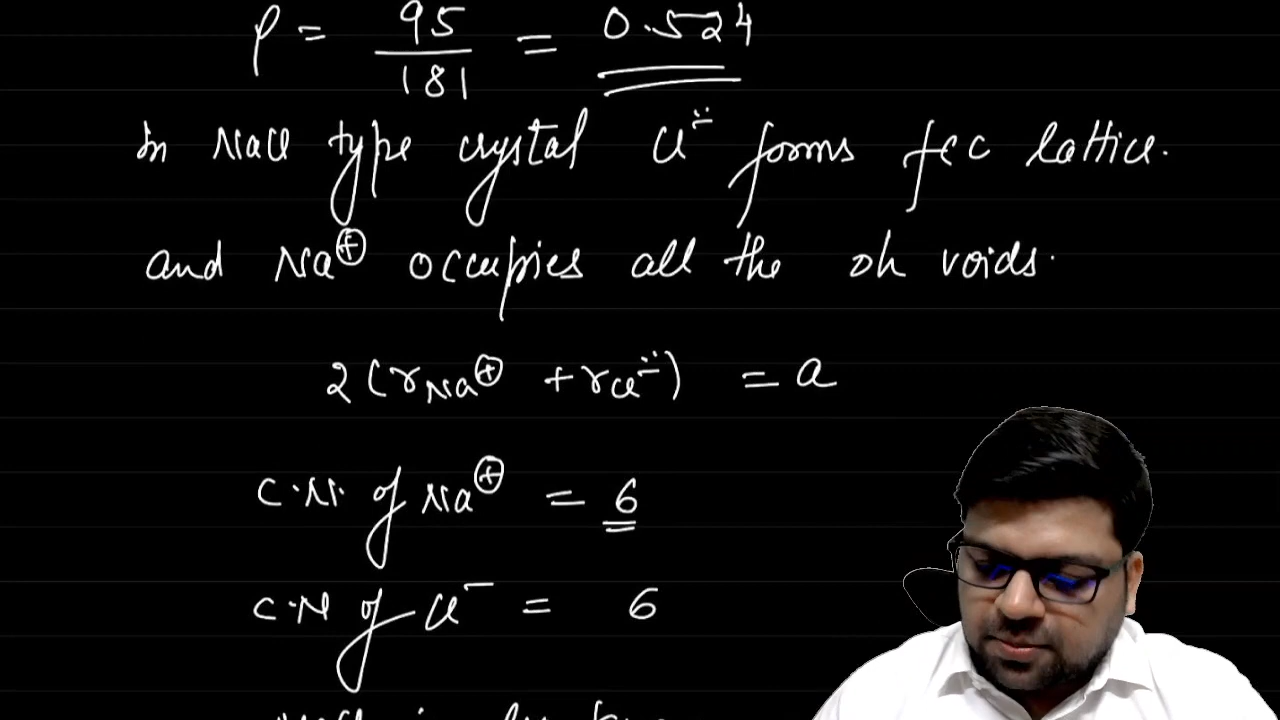 ρ = 95/181 = 0.524
In NaCl type crystal Cl⁻ forms fcc lattice.
and Na⊕ occupies all the oh voids.
2(rNa⊕ + rCl⁻) = a
C.N. of Na⊕ = 6
C.N of Cl⁻ = 6